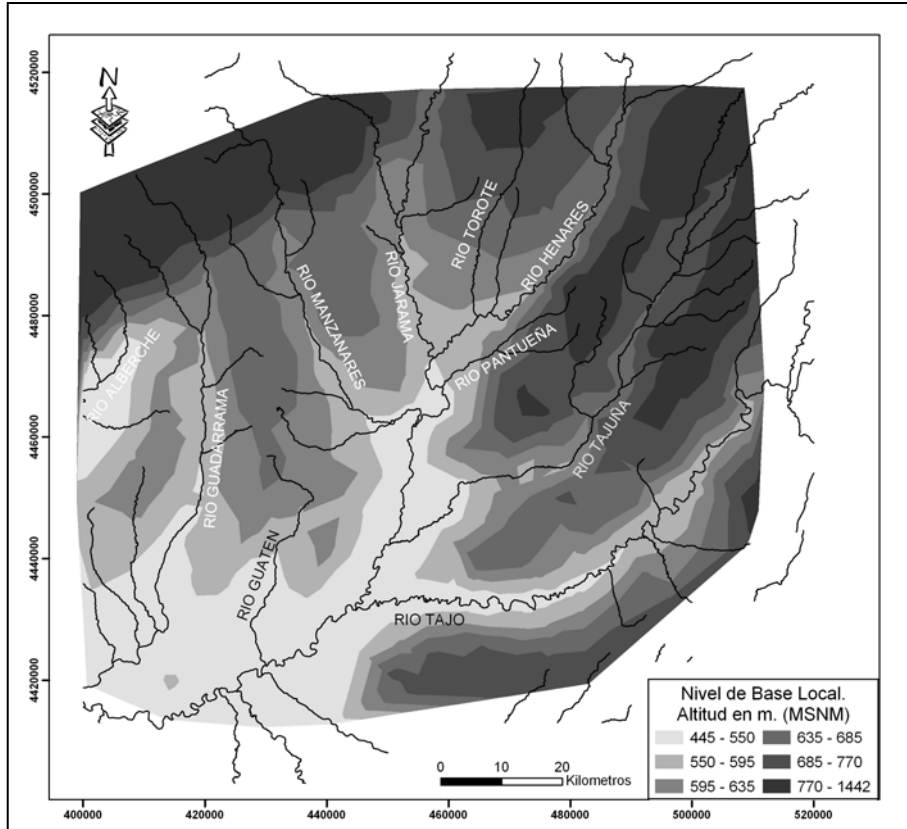 N
4520000
4500000
4480000
4460000
4440000
4420000
400000
420000
440000
460000
480000
500000
520000
RIO TOROTE
RIO HENARES
RIO JARAMA
RIO MANZANARES
RIO PANTUEÑA
RIO ALBERCHE
RIO GUADARRAMA
RIO TAJUÑA
RIO GUATEN
RIO TAJO
0 10 20
Kilometros
Nivel de Base Local.
Altitud en m. (MSNM)
445 - 550
550 - 595
595 - 635
635 - 685
685 - 770
770 - 1442